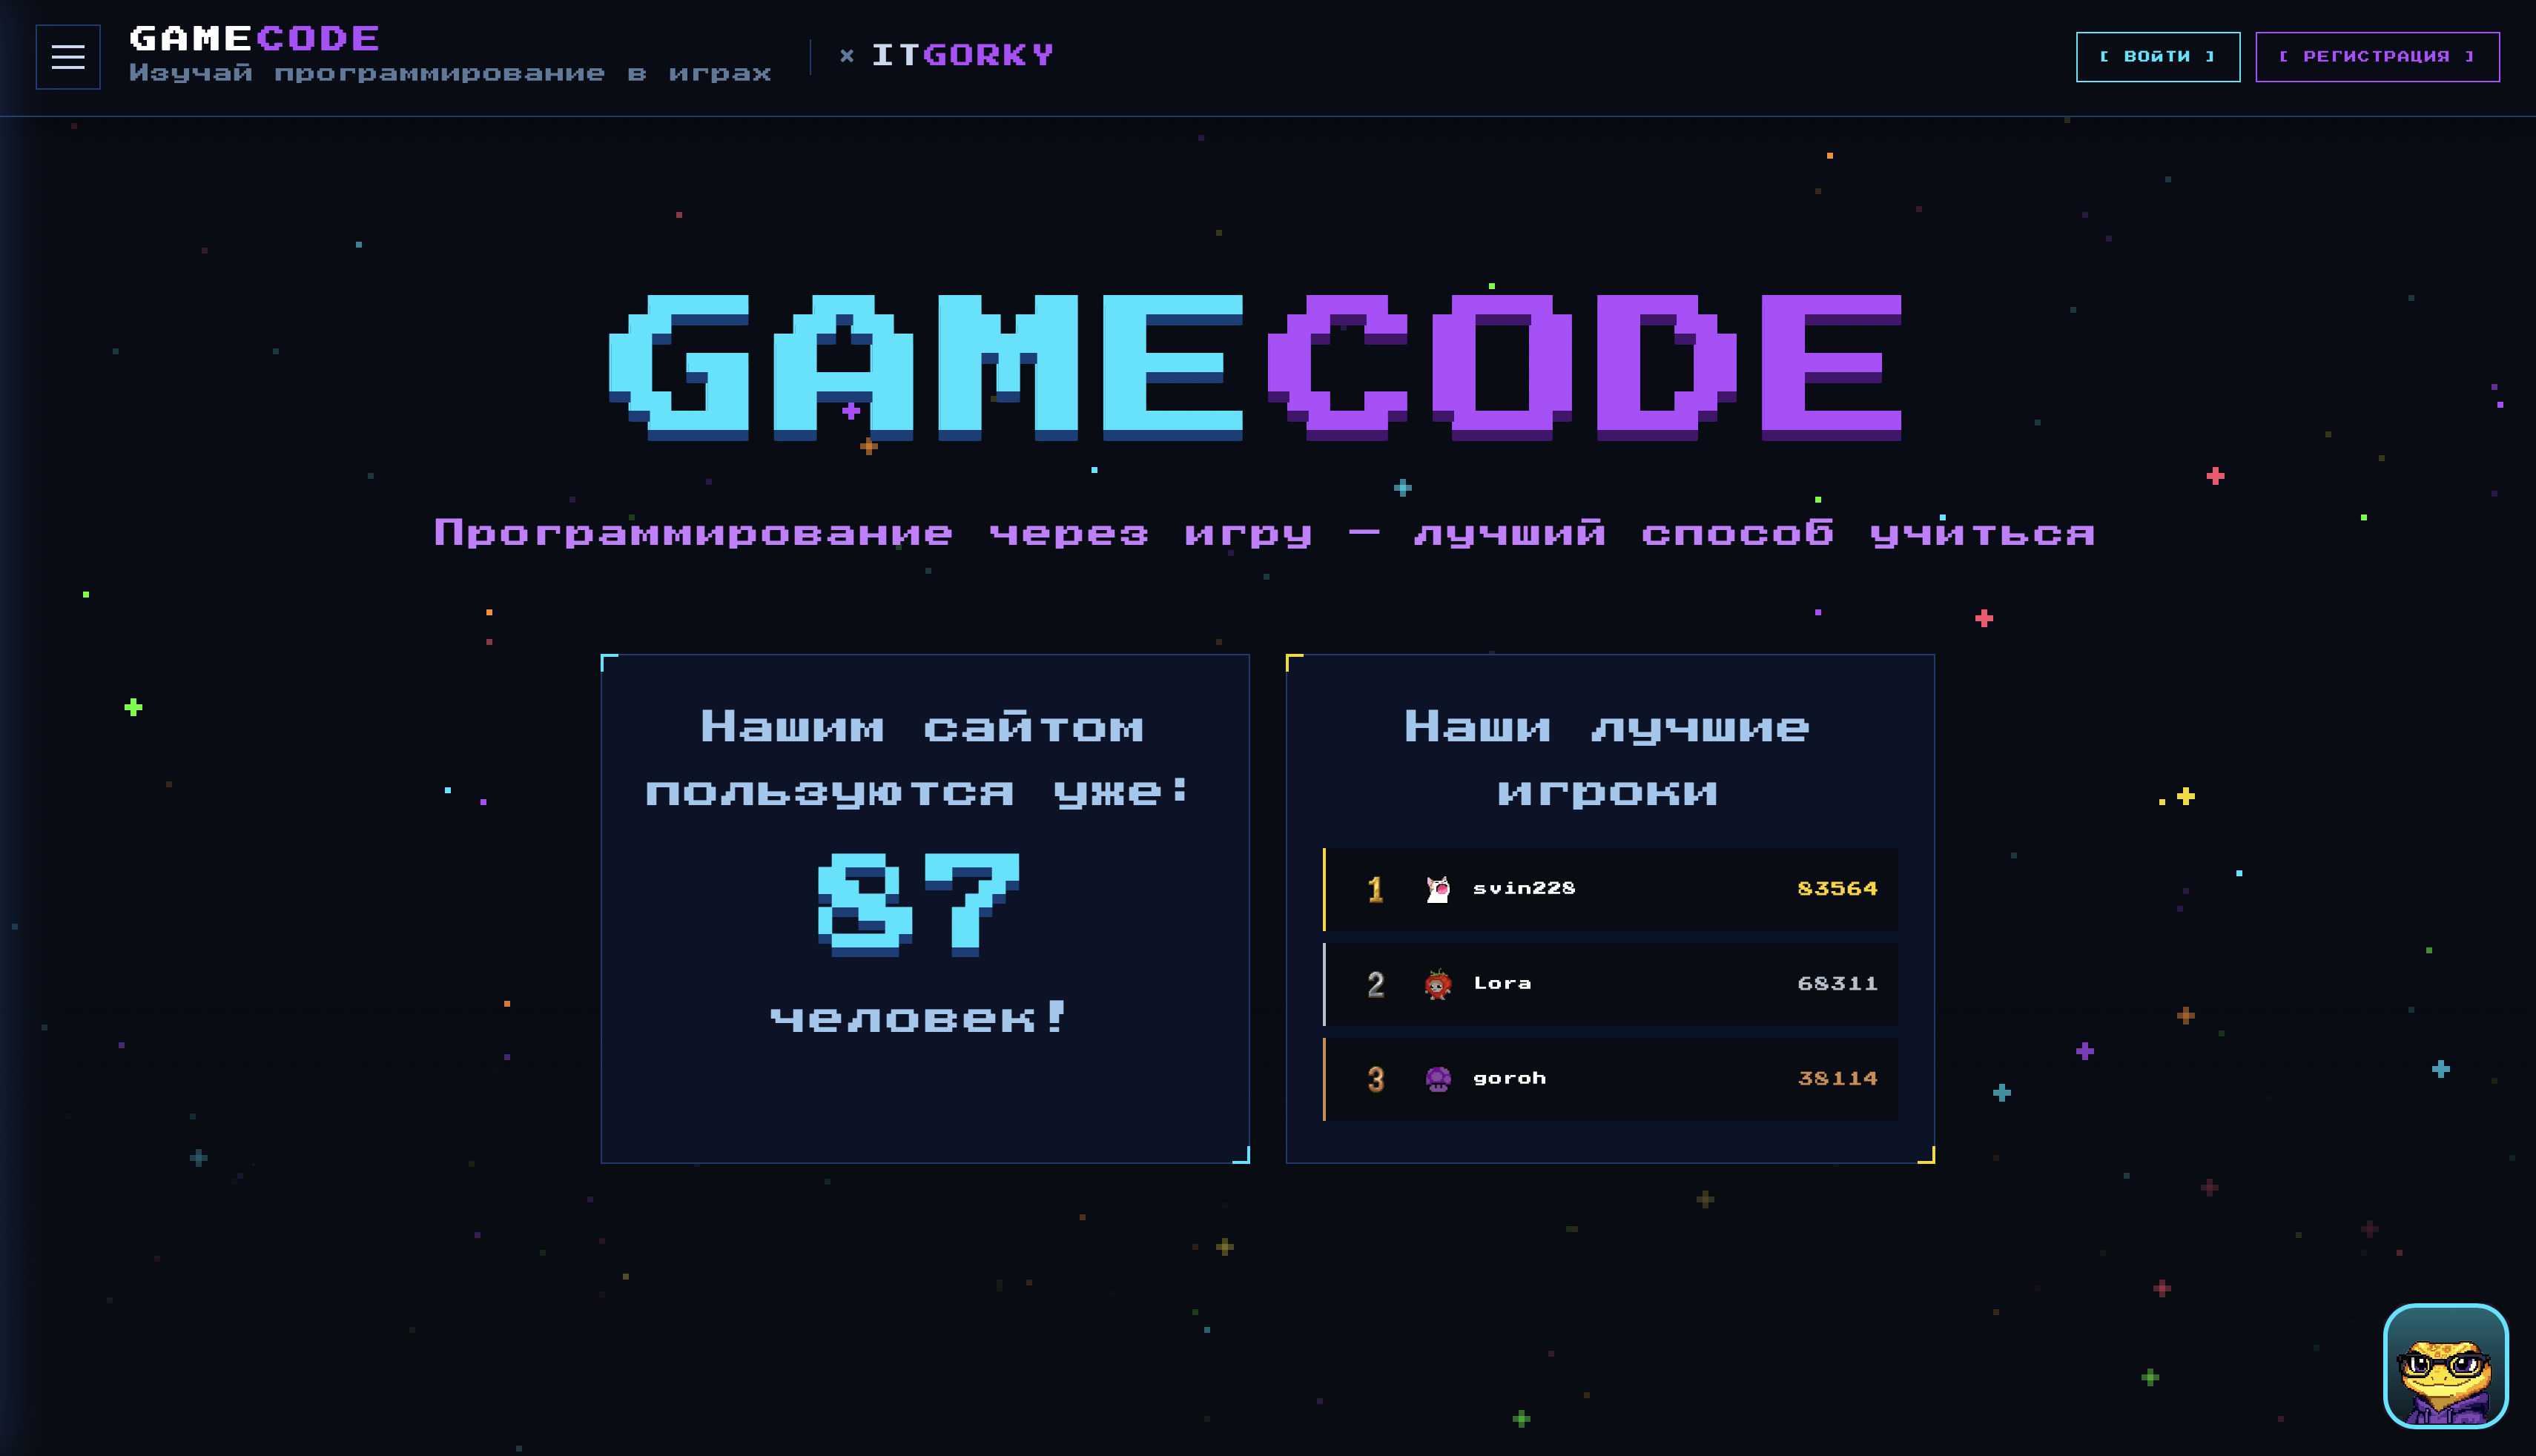 GAMECODE
Изучай программирование в играх
× ITGORKY
[ ВОЙТИ ]
[ РЕГИСТРАЦИЯ ]
GAMECODE
Программирование через игру — лучший способ учиться
Нашим сайтом
пользуются уже:
87
человек!
Наши лучшие
игроки
1 svin228 83564
2 Lora 68311
3 goroh 38114